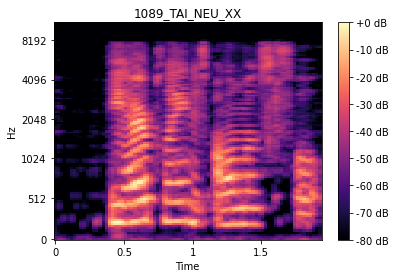 1089_TAI_NEU_XX
+0 dB
8192
-10 dB
4096
-20 dB
-30 dB
2048
Hz
-40 dB
1024
-50 dB
512
-60 dB
-70 dB
0
-80 dB
0
0.5
1
1.5
Time